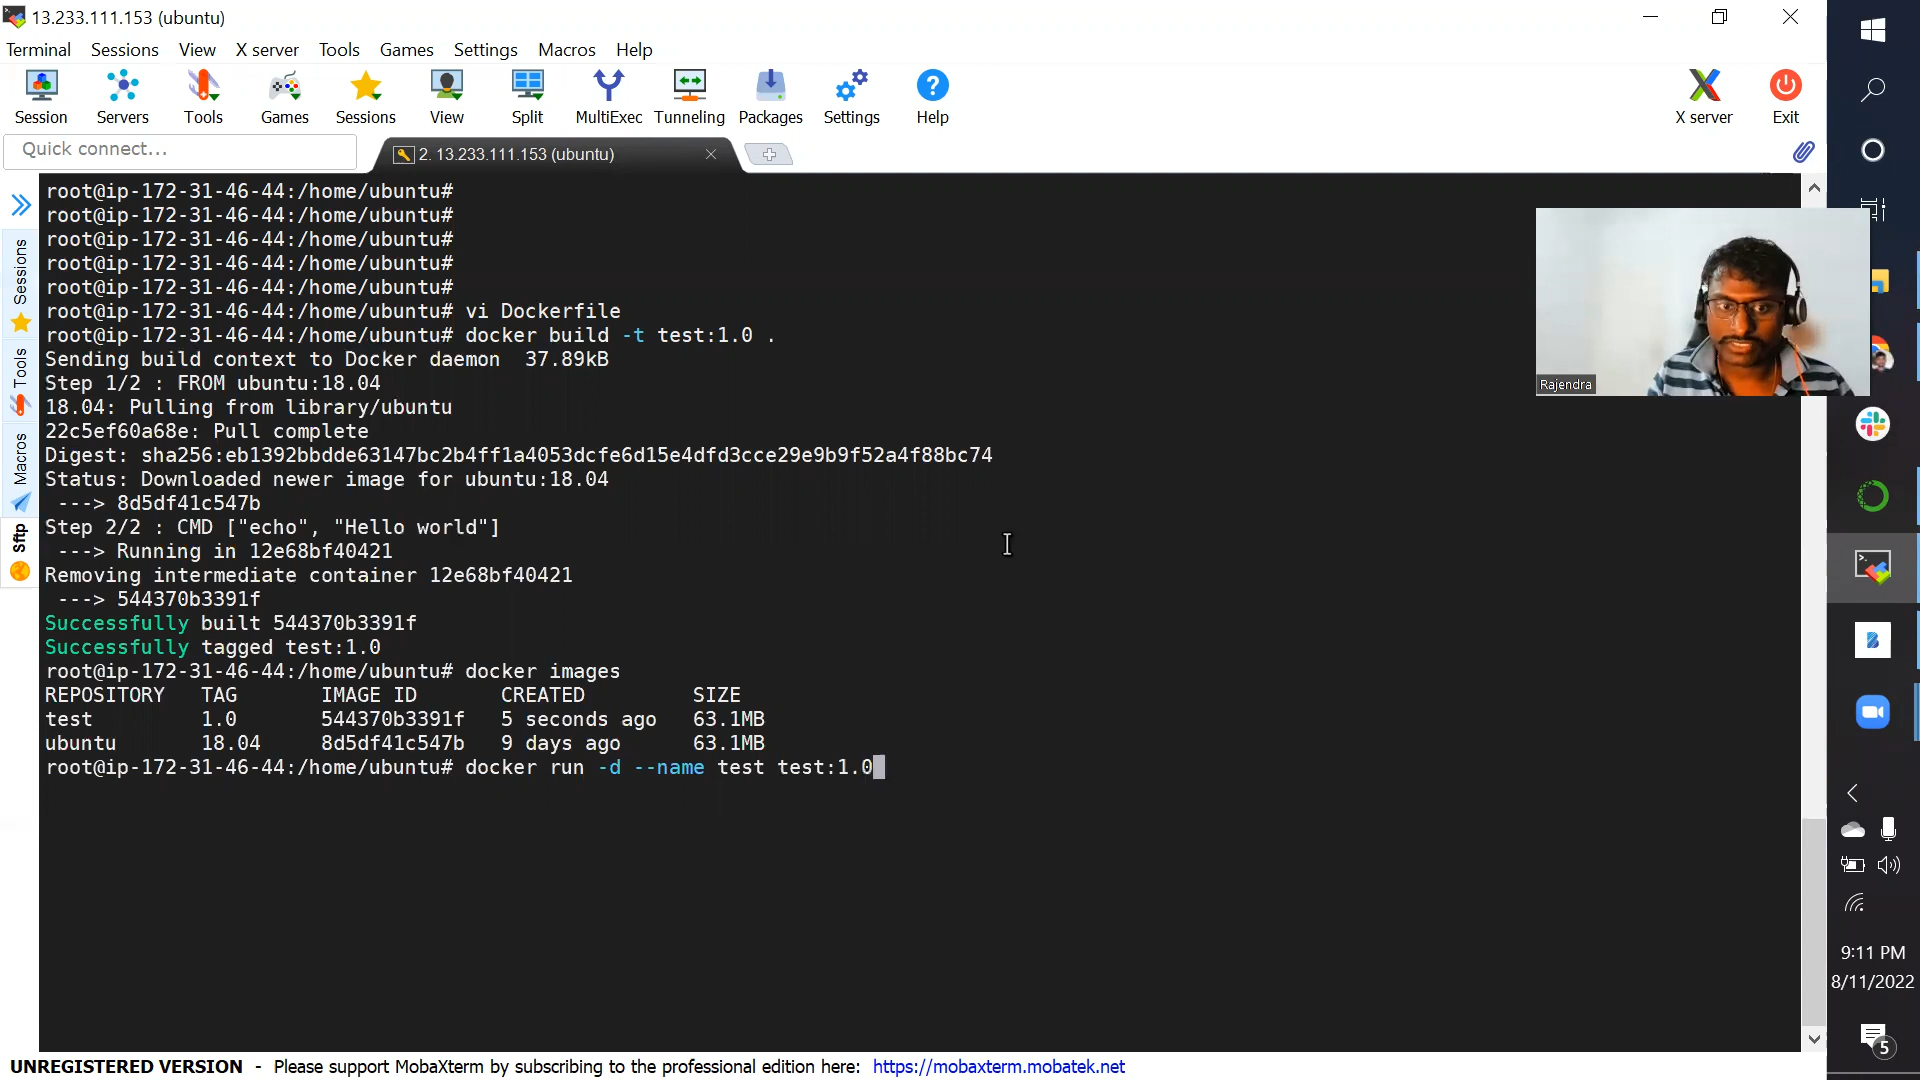 13.233.111.153 (ubuntu)
Terminal Sessions View X server Tools Games Settings Macros Help
Session Servers Tools Games Sessions View Split MultiExec Tunneling Packages Settings Help X server Exit
Quick connect...
2. 13.233.111.153 (ubuntu)
Sessions
Tools
Macros
Sftp
root@ip-172-31-46-44:/home/ubuntu#
root@ip-172-31-46-44:/home/ubuntu#
root@ip-172-31-46-44:/home/ubuntu#
root@ip-172-31-46-44:/home/ubuntu#
root@ip-172-31-46-44:/home/ubuntu#
root@ip-172-31-46-44:/home/ubuntu# vi Dockerfile
root@ip-172-31-46-44:/home/ubuntu# docker build -t test:1.0 .
Sending build context to Docker daemon  37.89kB
Step 1/2 : FROM ubuntu:18.04
18.04: Pulling from library/ubuntu
22c5ef60a68e: Pull complete
Digest: sha256:eb1392bbdde63147bc2b4ff1a4053dcfe6d15e4dfd3cce29e9b9f52a4f88bc74
Status: Downloaded newer image for ubuntu:18.04
---> 8d5df41c547b
Step 2/2 : CMD ["echo", "Hello world"]
---> Running in 12e68bf40421
Removing intermediate container 12e68bf40421
---> 544370b3391f
Successfully built 544370b3391f
Successfully tagged test:1.0
root@ip-172-31-46-44:/home/ubuntu# docker images
REPOSITORY   TAG       IMAGE ID       CREATED         SIZE
test         1.0       544370b3391f   5 seconds ago   63.1MB
ubuntu       18.04     8d5df41c547b   9 days ago      63.1MB
root@ip-172-31-46-44:/home/ubuntu# docker run -d --name test test:1.0
Rajendra
9:11 PM
8/11/2022
5
UNREGISTERED VERSION - Please support MobaXterm by subscribing to the professional edition here: https://mobaxterm.mobatek.net